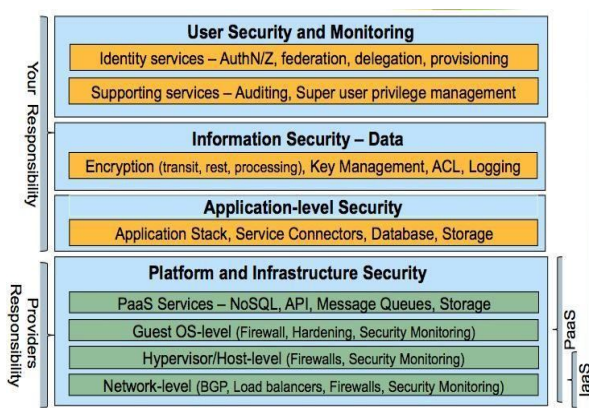 User Security and Monitoring
Identity services – AuthN/Z, federation, delegation, provisioning
Supporting services – Auditing, Super user privilege management
Information Security – Data
Encryption (transit, rest, processing), Key Management, ACL, Logging
Application-level Security
Application Stack, Service Connectors, Database, Storage
Platform and Infrastructure Security
PaaS Services – NoSQL, API, Message Queues, Storage
Guest OS-level (Firewall, Hardening, Security Monitoring)
Hypervisor/Host-level (Firewalls, Security Monitoring)
Network-level (BGP, Load balancers, Firewalls, Security Monitoring)
Your Responsibility
Providers
Responsibility
PaaS
IaaS